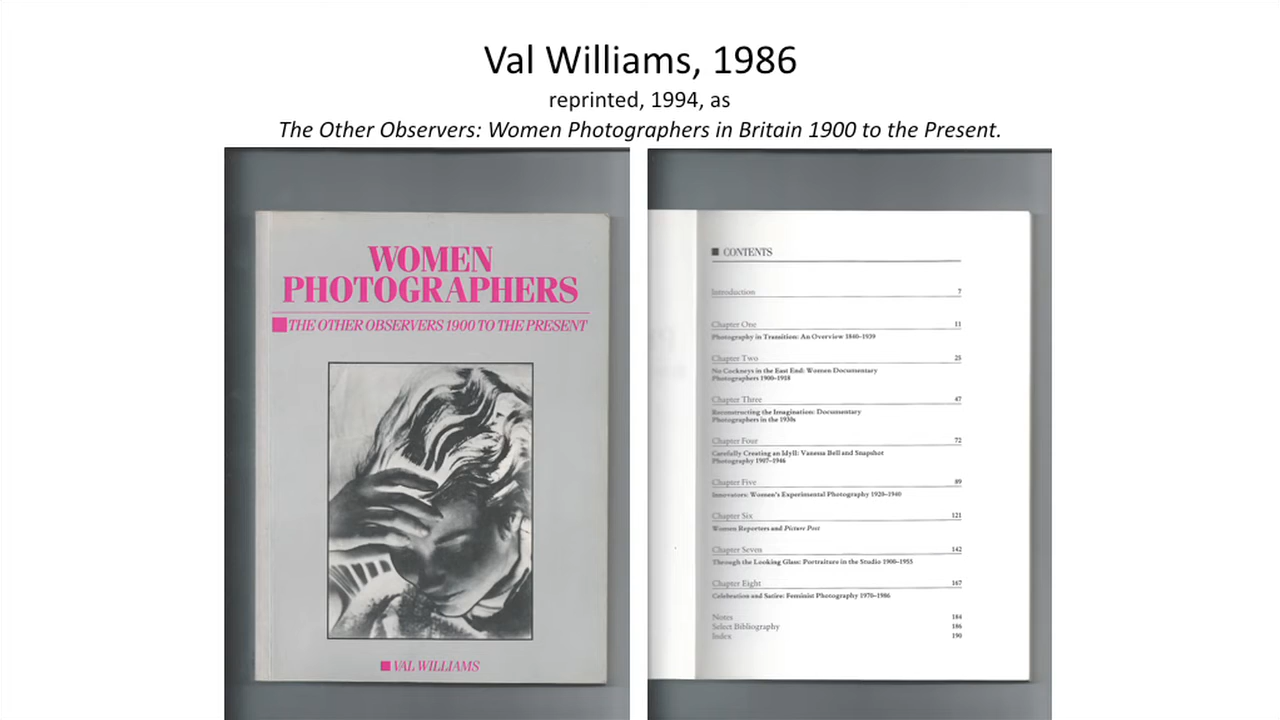 Val Williams, 1986
reprinted, 1994, as
The Other Observers: Women Photographers in Britain 1900 to the Present.
WOMEN
PHOTOGRAPHERS
THE OTHER OBSERVERS 1900 TO THE PRESENT
VAL WILLIAMS
CONTENTS
Introduction 7
Chapter One 11
Photography in Transition: An Overview 1840–1939
Chapter Two 25
No Cockneys in the East End: Women Documentary
Photographers 1900–1918
Chapter Three 47
Reconstructing the Imagination: Documentary
Photographers in the 1930s
Chapter Four 72
Carefully Creating an Idyll: Vanessa Bell and Snapshot
Photography 1907–1946
Chapter Five 89
Innovators: Women's Experimental Photography 1920–1940
Chapter Six 121
Women Reporters and Picture Post
Chapter Seven 142
Through the Looking Glass: Portraiture in the Studio 1900–1955
Chapter Eight 167
Celebration and Satire: Feminist Photography 1970–1986
Notes 184
Select Bibliography 186
Index 190